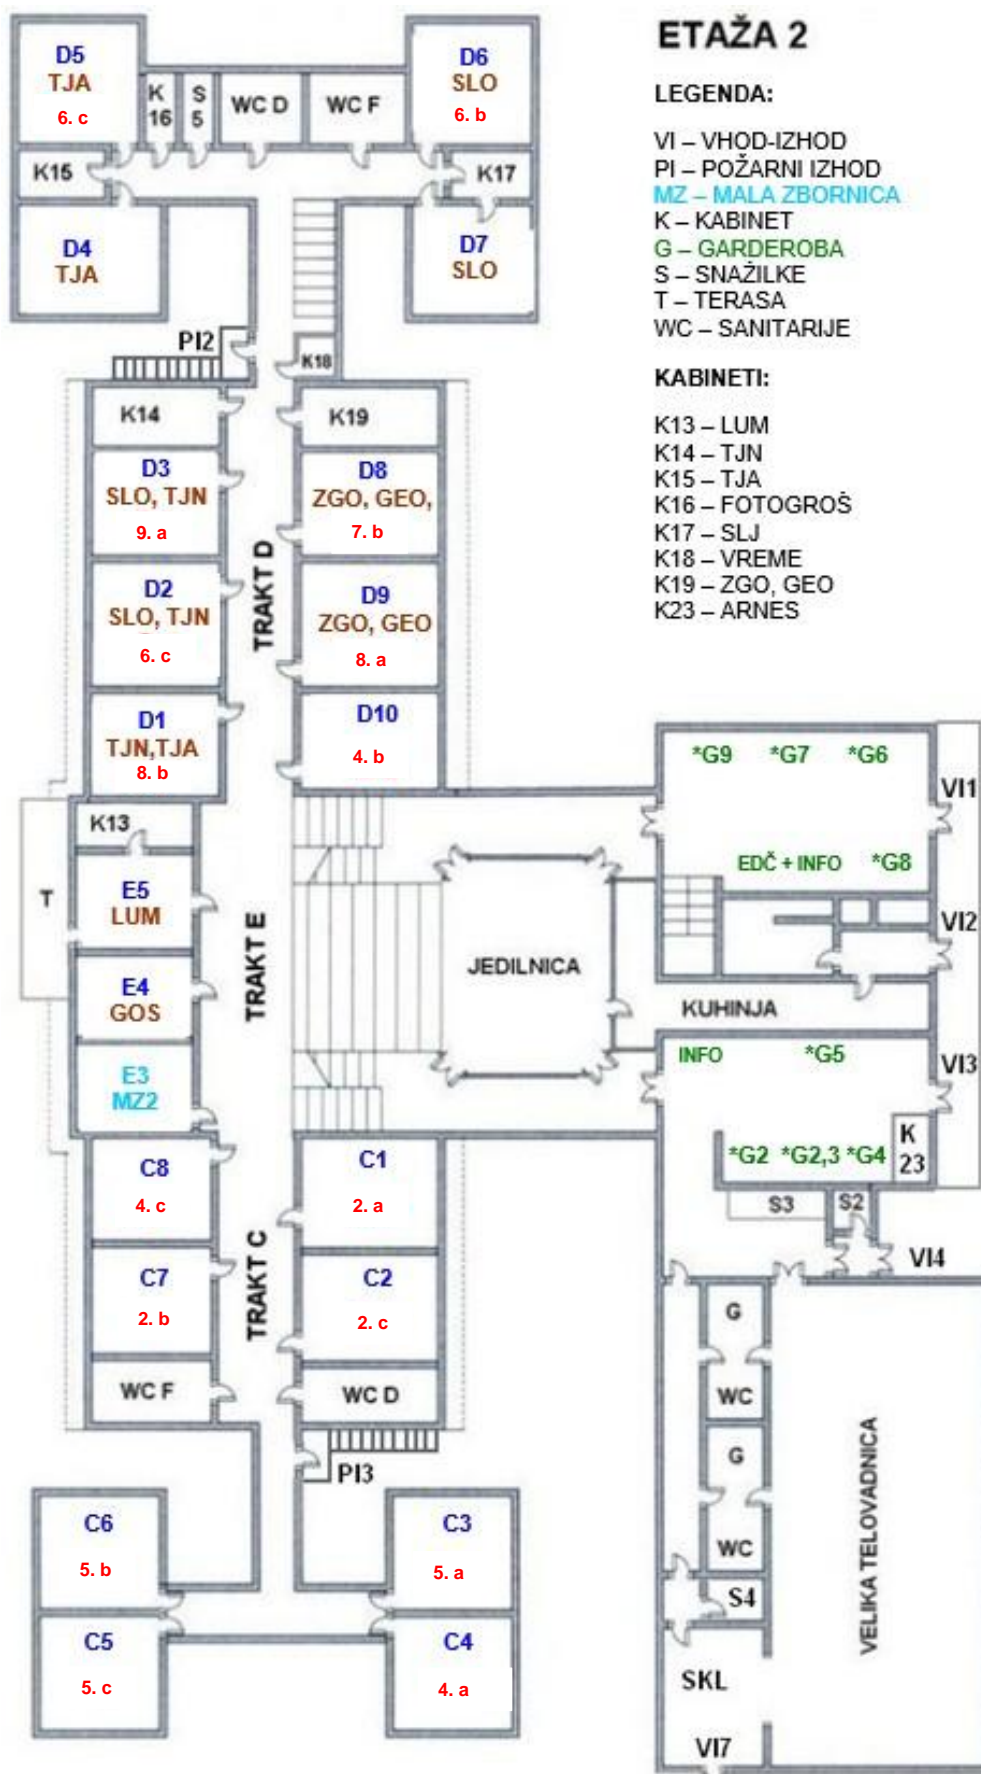 ETAŽA 2
LEGENDA:
VI – VHOD-IZHOD
PI – POŽARNI IZHOD
MZ – MALA ZBORNICA
K – KABINET
G – GARDEROBA
S – SNAŽILKE
T – TERASA
WC – SANITARIJE
KABINETI:
K13 – LUM
K14 – TJN
K15 – TJA
K16 – FOTOGROŠ
K17 – SLJ
K18 – VREME
K19 – ZGO, GEO
K23 – ARNES
D5
TJA
6. c
K
16
S
5
WC D
WC F
D6
SLO
6. b
K15
K17
D4
TJA
D7
SLO
PI2
K18
K14
K19
D3
SLO, TJN
9. a
D8
ZGO, GEO,
7. b
TRAKT D
D2
SLO, TJN
6. c
D9
ZGO, GEO
8. a
D1
TJN,TJA
8. b
D10
4. b
*G9
*G7
*G6
VI1
EDČ + INFO
*G8
K13
T
E5
LUM
TRAKT E
JEDILNICA
VI2
E4
GOS
KUHINJA
E3
MZ2
INFO
*G5
VI3
*G2
*G2,3
*G4
K
23
C8
4. c
C1
2. a
S3
S2
VI4
TRAKT C
C7
2. b
C2
2. c
G
WC F
WC D
WC
PI3
G
WC
VELIKA TELOVADNICA
C6
5. b
C3
5. a
S4
C5
5. c
C4
4. a
SKL
VI7